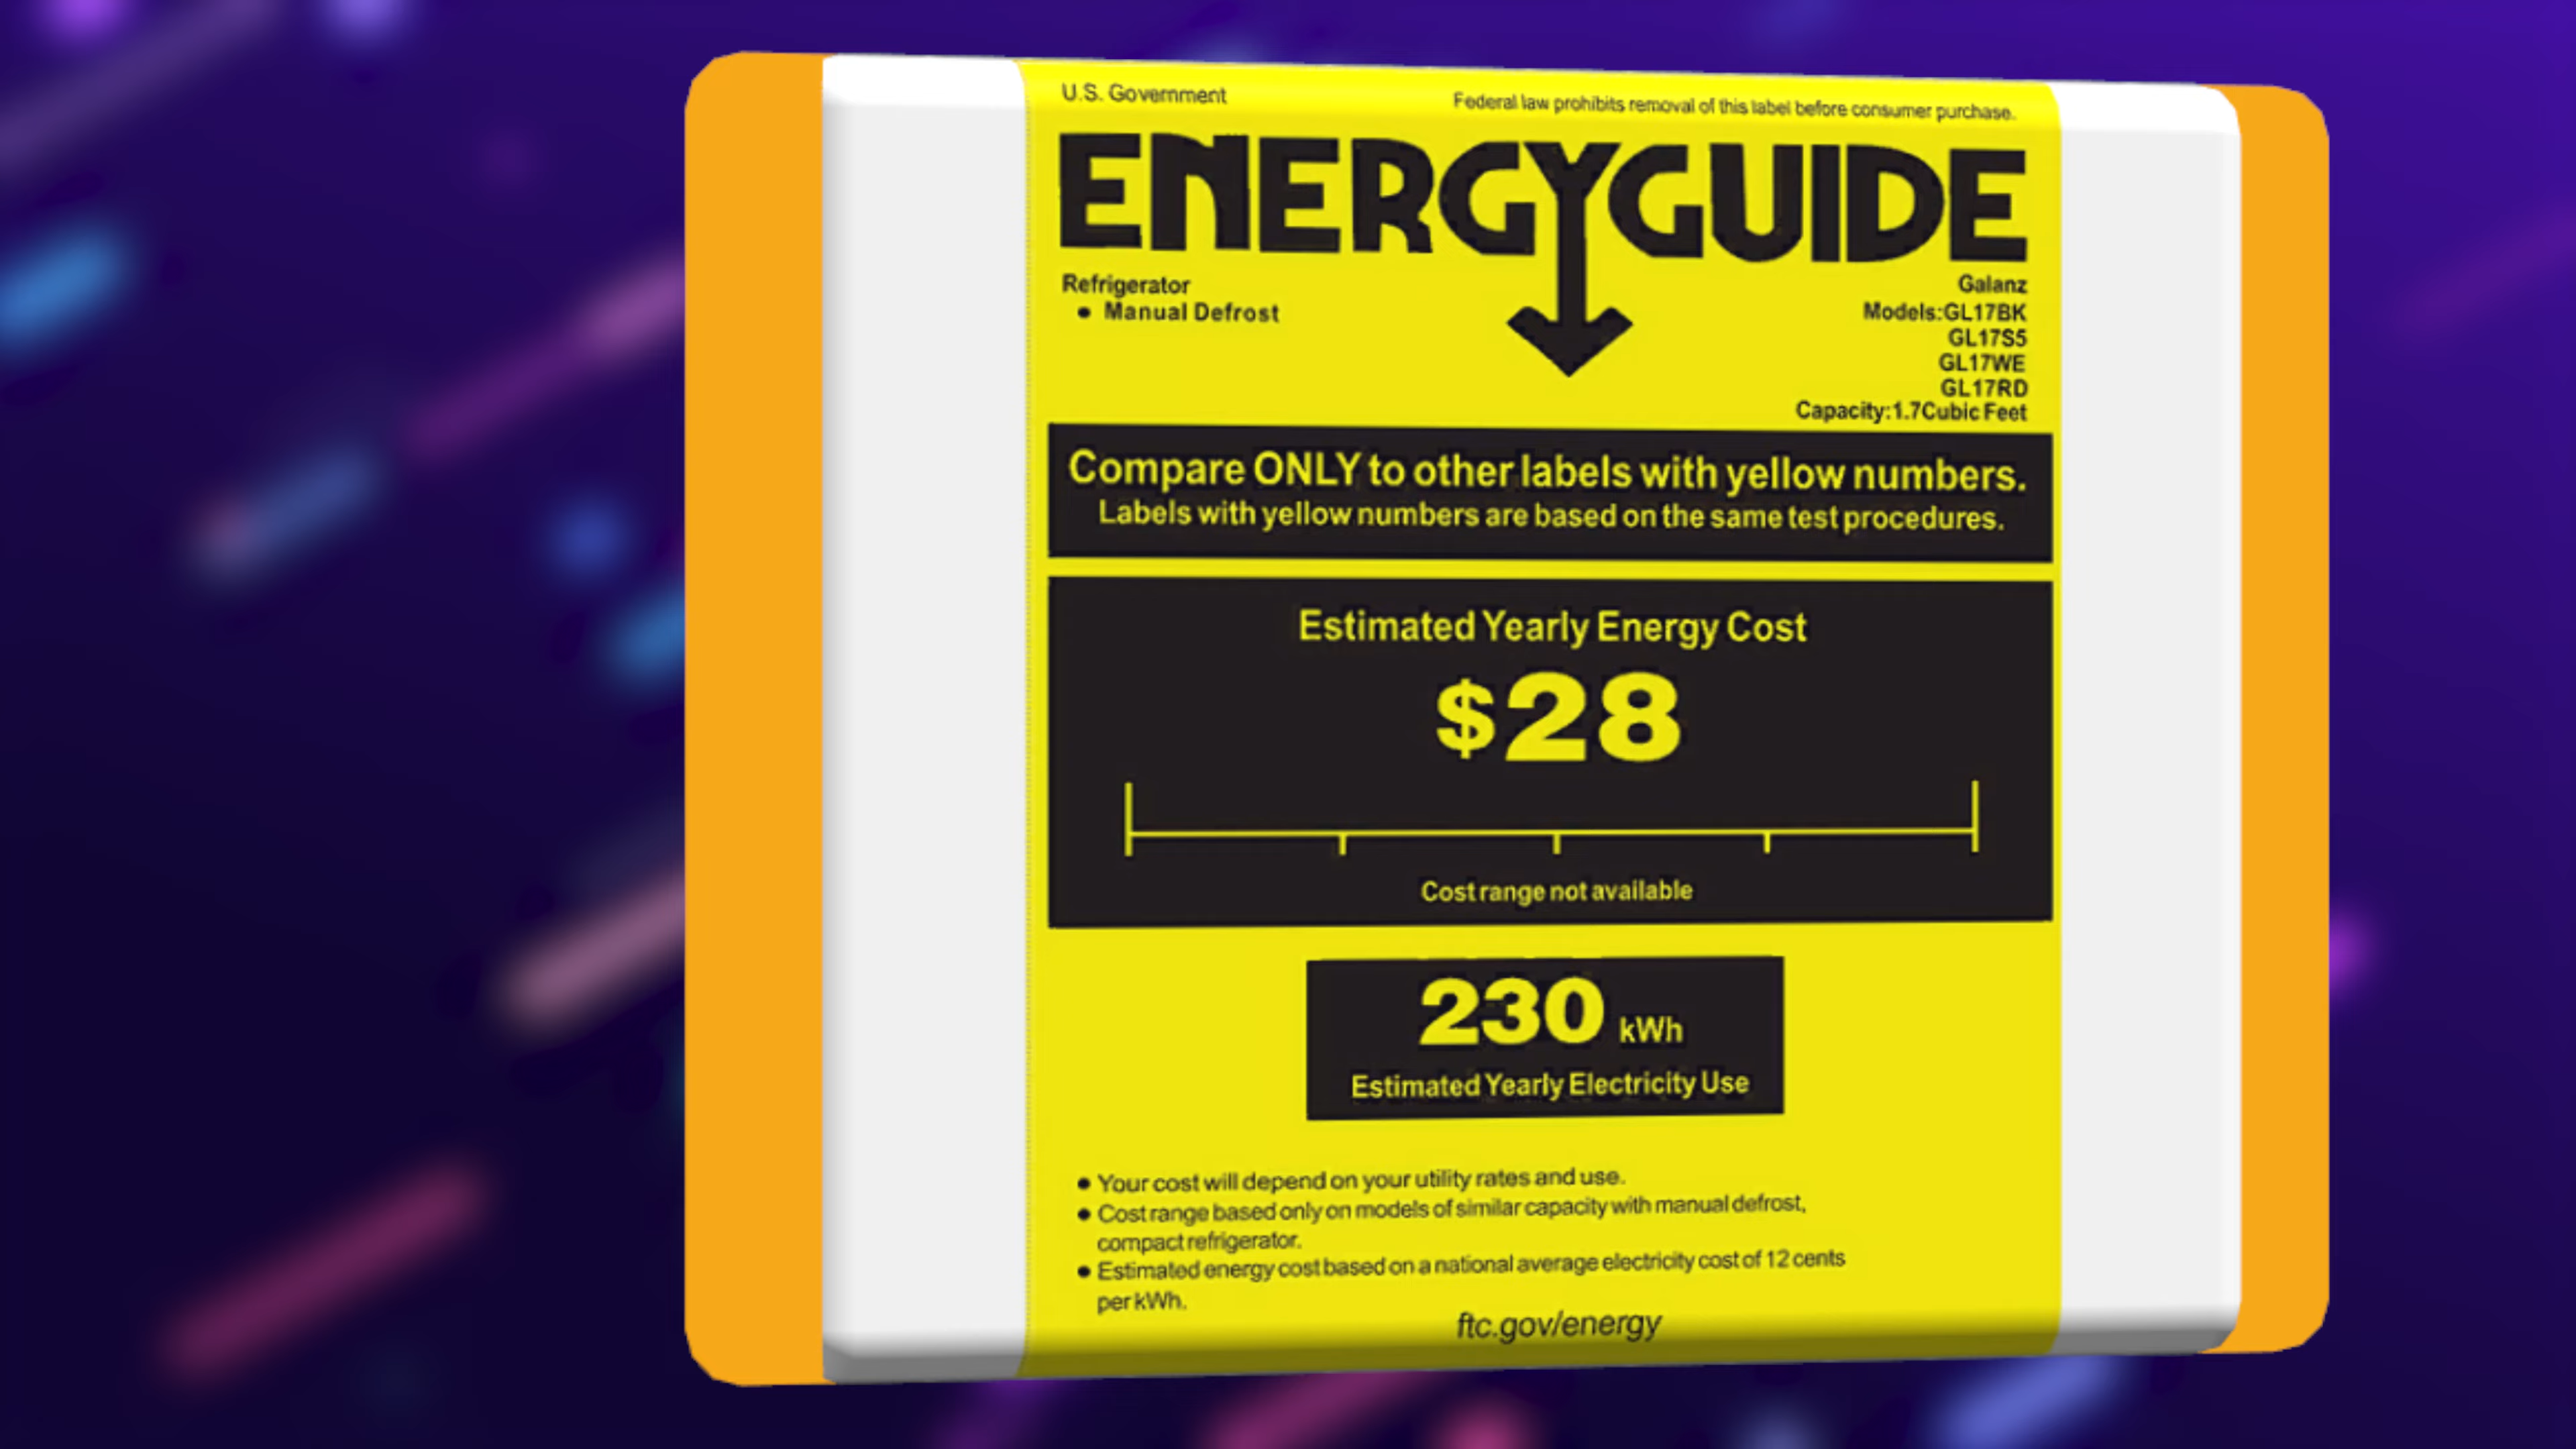 U.S. Government
Federal law prohibits removal of this label before consumer purchase.
ENERGYGUIDE
Refrigerator
• Manual Defrost
Galanz
Models:GL17BK
GL17S5
GL17WE
GL17RD
Capacity:1.7Cubic Feet
Compare ONLY to other labels with yellow numbers.
Labels with yellow numbers are based on the same test procedures.
Estimated Yearly Energy Cost
$28
Cost range not available
230 kWh
Estimated Yearly Electricity Use
• Your cost will depend on your utility rates and use.
• Cost range based only on models of similar capacity with manual defrost,
compact refrigerator.
• Estimated energy cost based on a national average electricity cost of 12 cents
per kWh.
ftc.gov/energy